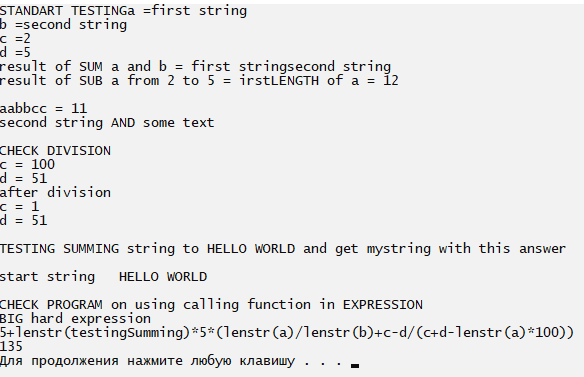 STANDART TESTINGa =first string
b =second string
c =2
d =5
result of SUM a and b = first stringsecond string
result of SUB a from 2 to 5 = irstLENGTH of a = 12
aabbcc = 11
second string AND some text
CHECK DIVISION
c = 100
d = 51
after division
c = 1
d = 51
TESTING SUMMING string to HELLO WORLD and get mystring with this answer
start string   HELLO WORLD
CHECK PROGRAM on using calling function in EXPRESSION
BIG hard expression
5+lenstr(testingSumming)*5*(lenstr(a)/lenstr(b)+c-d/(c+d-lenstr(a)*100))
135
Для продолжения нажмите любую клавишу . . .